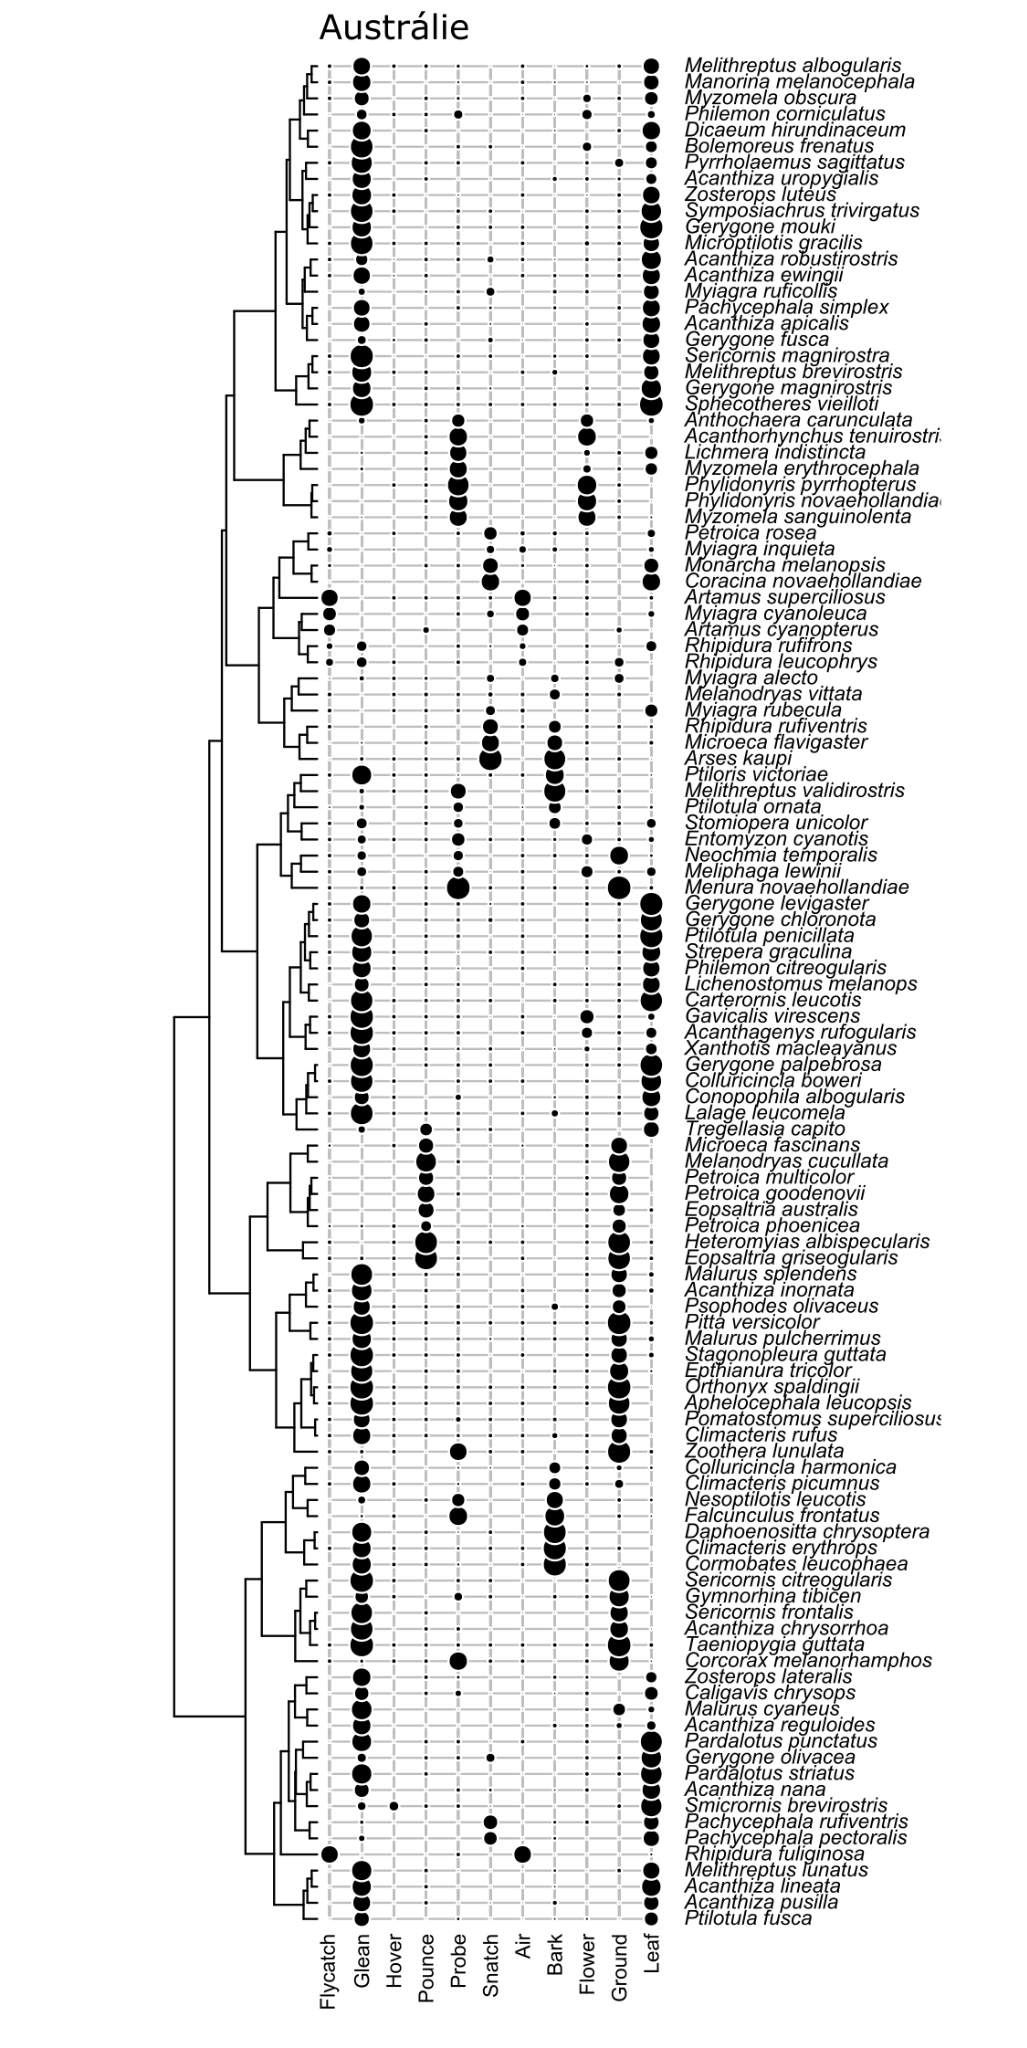 Austrálie
Melithreptus albogularis
Manorina melanocephala
Myzomela obscura
Philemon corniculatus
Dicaeum hirundinaceum
Bolemoreus frenatus
Pyrrholaemus sagittatus
Acanthiza uropygialis
Zosterops luteus
Symposiachrus trivirgatus
Gerygone mouki
Microptilotis gracilis
Acanthiza robustirostris
Acanthiza ewingii
Myiagra ruficollis
Pachycephala simplex
Acanthiza apicalis
Gerygone fusca
Sericornis magnirostra
Melithreptus brevirostris
Gerygone magnirostris
Sphecotheres vieilloti
Anthochaera carunculata
Acanthorhynchus tenuirostri
Lichmera indistincta
Myzomela erythrocephala
Phylidonyris pyrrhopterus
Phylidonyris novaehollandia
Myzomela sanguinolenta
Petroica rosea
Myiagra inquieta
Monarcha melanopsis
Coracina novaehollandiae
Artamus superciliosus
Myiagra cyanoleuca
Artamus cyanopterus
Rhipidura rufifrons
Rhipidura leucophrys
Myiagra alecto
Melanodryas vittata
Myiagra rubecula
Rhipidura rufiventris
Microeca flavigaster
Arses kaupi
Ptiloris victoriae
Melithreptus validirostris
Ptilotula ornata
Stomiopera unicolor
Entomyzon cyanotis
Neochmia temporalis
Meliphaga lewinii
Menura novaehollandiae
Gerygone levigaster
Gerygone chloronota
Ptilotula penicillata
Strepera graculina
Philemon citreogularis
Lichenostomus melanops
Carterornis leucotis
Gavicalis virescens
Acanthagenys rufogularis
Xanthotis macleayanus
Gerygone palpebrosa
Colluricincla boweri
Conopophila albogularis
Lalage leucomela
Tregellasia capito
Microeca fascinans
Melanodryas cucullata
Petroica multicolor
Petroica goodenovii
Eopsaltria australis
Petroica phoenicea
Heteromyias albispecularis
Eopsaltria griseogularis
Malurus splendens
Acanthiza inornata
Psophodes olivaceus
Pitta versicolor
Malurus pulcherrimus
Stagonopleura guttata
Epthianura tricolor
Orthonyx spaldingii
Aphelocephala leucopsis
Pomatostomus superciliosus
Climacteris rufus
Zoothera lunulata
Colluricincla harmonica
Climacteris picumnus
Nesoptilotis leucotis
Falcunculus frontatus
Daphoenositta chrysoptera
Climacteris erythrops
Cormobates leucophaea
Sericornis citreogularis
Gymnorhina tibicen
Sericornis frontalis
Acanthiza chrysorrhoa
Taeniopygia guttata
Corcorax melanorhamphos
Zosterops lateralis
Caligavis chrysops
Malurus cyaneus
Acanthiza reguloides
Pardalotus punctatus
Gerygone olivacea
Pardalotus striatus
Acanthiza nana
Smicrornis brevirostris
Pachycephala rufiventris
Pachycephala pectoralis
Rhipidura fuliginosa
Melithreptus lunatus
Acanthiza lineata
Acanthiza pusilla
Ptilotula fusca
Flycatch
Glean
Hover
Pounce
Probe
Snatch
Air
Bark
Flower
Ground
Leaf